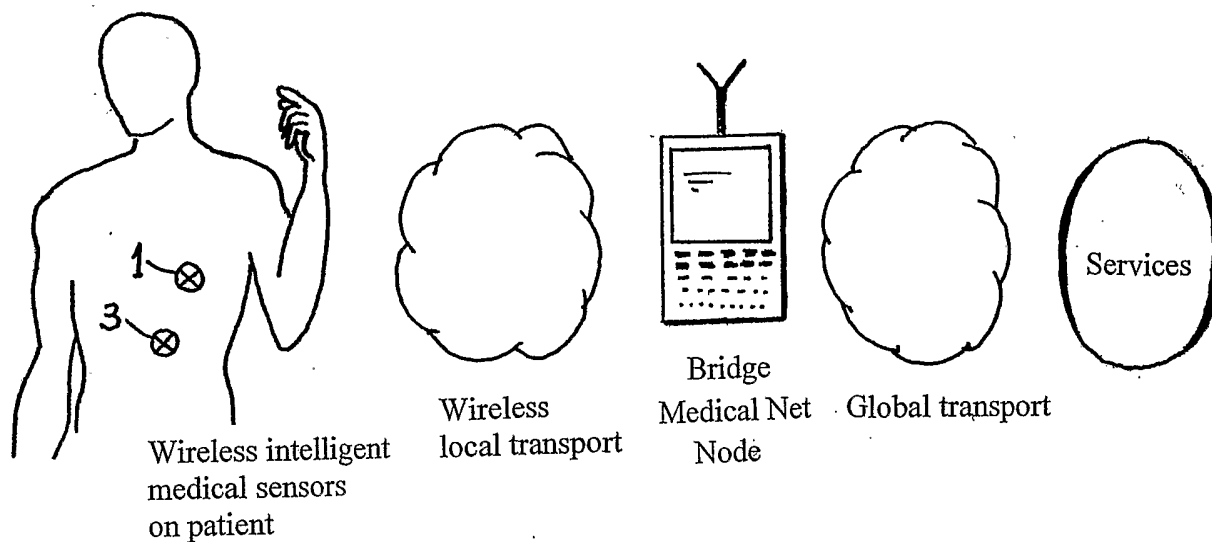 1
3
Services
Wireless intelligent
medical sensors
on patient
Wireless
local transport
Bridge
Medical Net
Node
Global transport